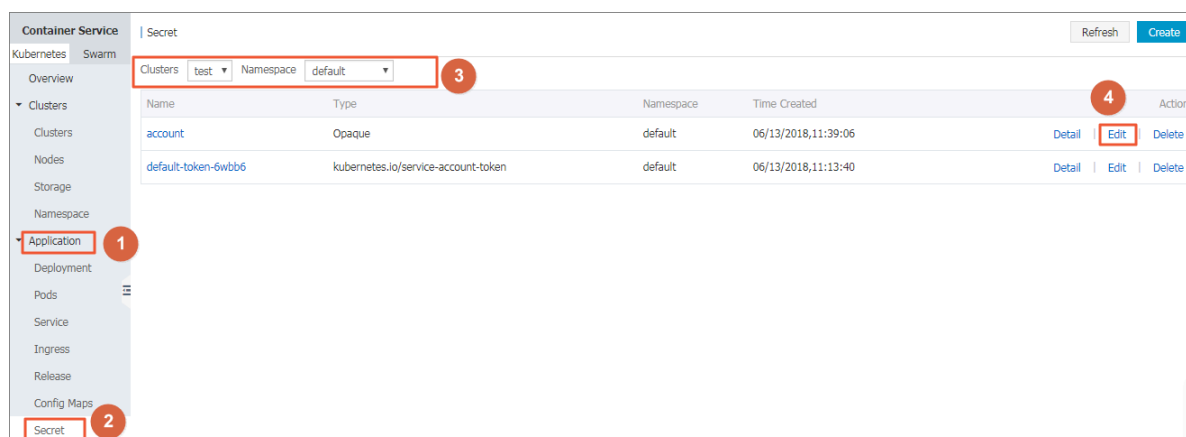 Container Service
Secret
Refresh
Create
Kubernetes Swarm
Clusters test Namespace default
3
Overview
Clusters
Name Type Namespace Time Created Action
4
Clusters
account Opaque default 06/13/2018,11:39:06 Detail Edit Delete
Nodes
default-token-6wbb6 kubernetes.io/service-account-token default 06/13/2018,11:13:40 Detail Edit Delete
Storage
Namespace
Application
1
Deployment
Pods
Service
Ingress
Release
Config Maps
2
Secret